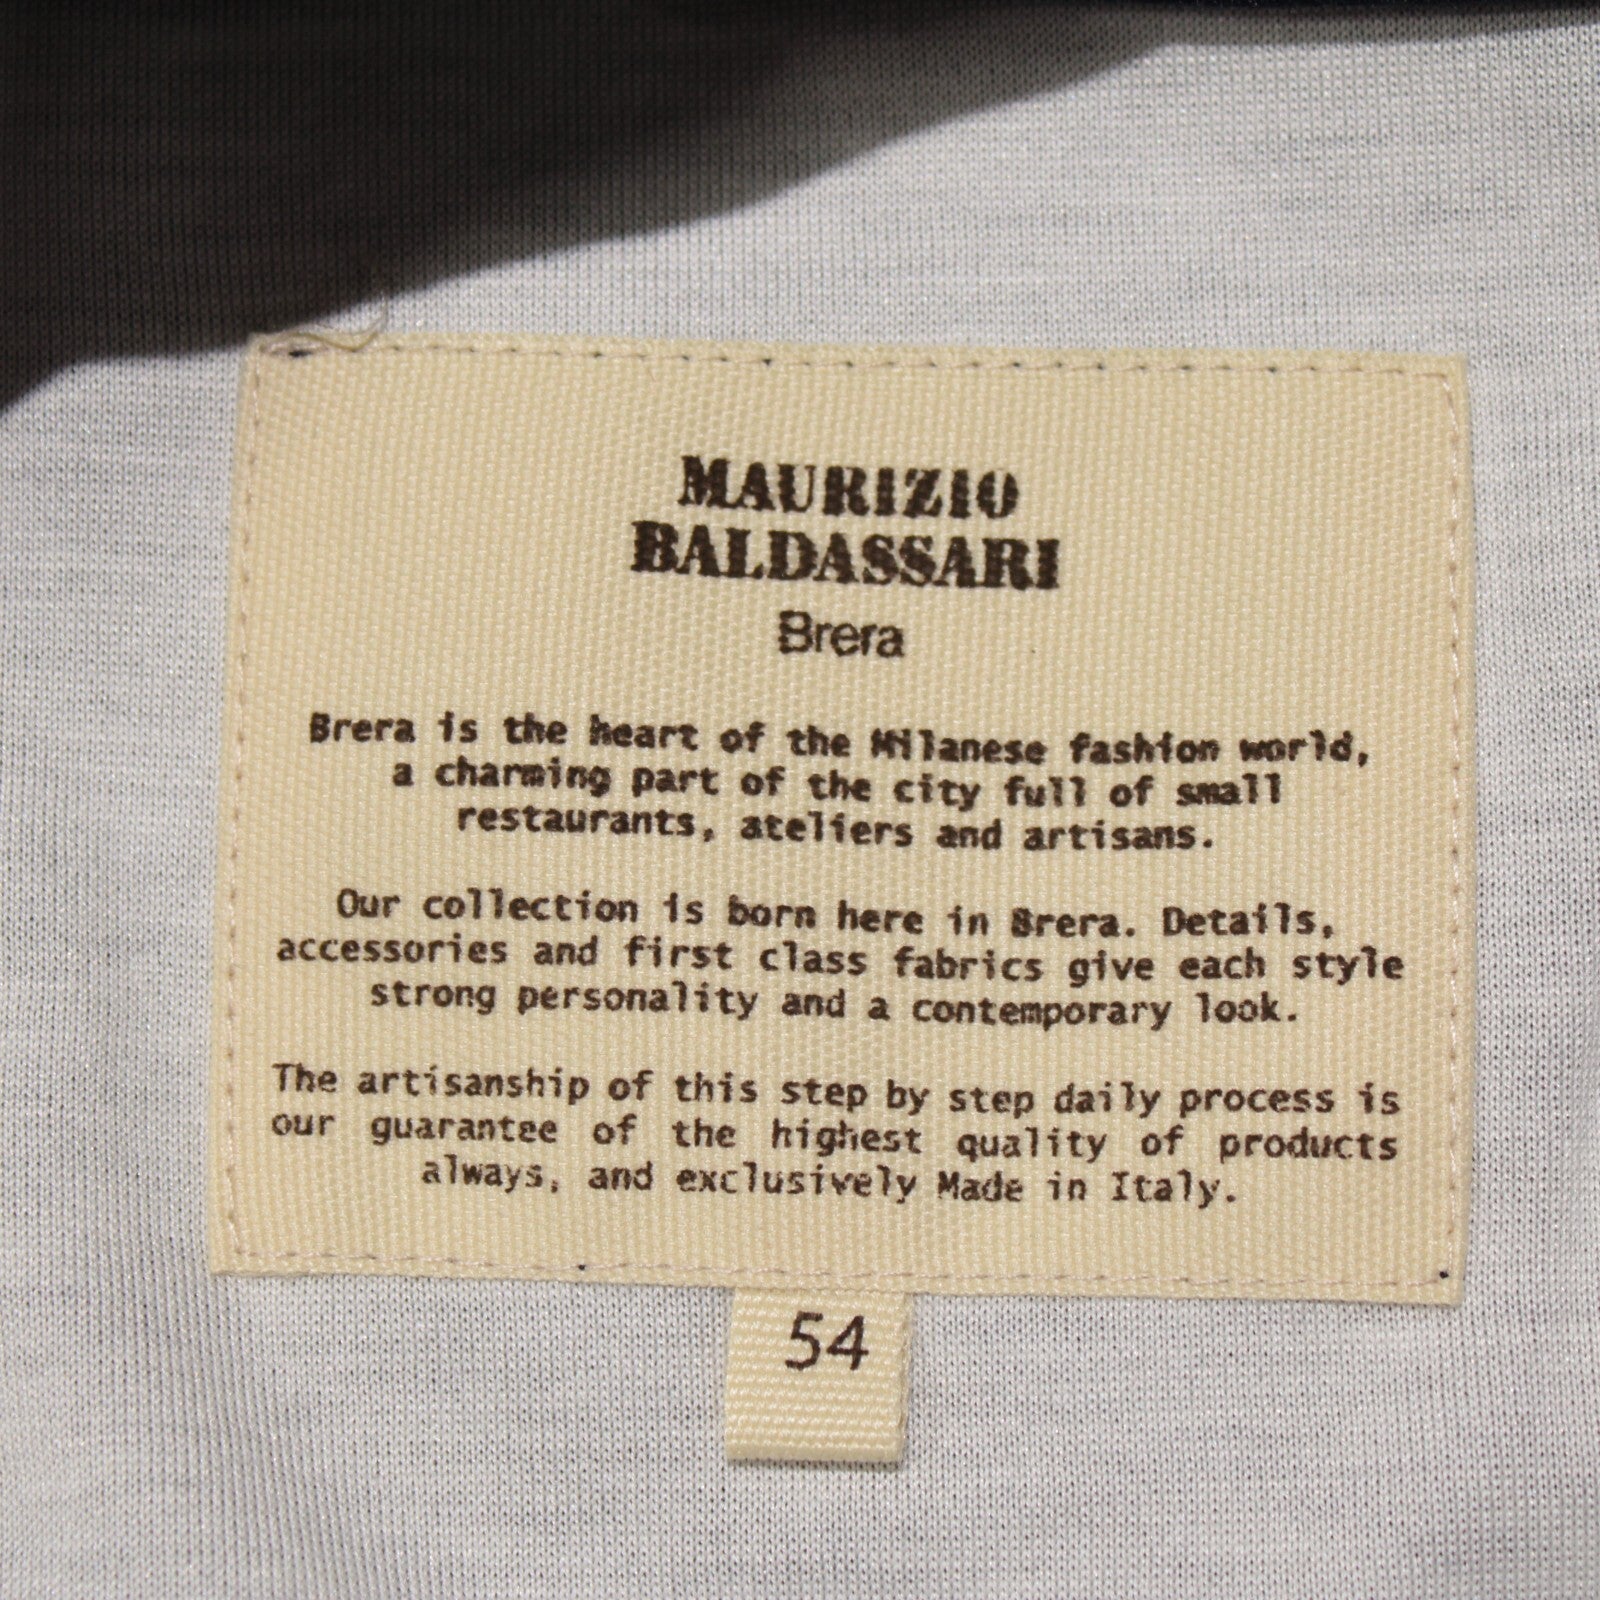 MAURIZIO
BALDASSARI
Brera
Brera is the heart of the Milanese fashion world,
a charming part of the city full of small
restaurants, ateliers and artisans.
Our collection is born here in Brera. Details,
accessories and first class fabrics give each style
strong personality and a contemporary look.
The artisanship of this step by step daily process is
our guarantee of the highest quality of products
always, and exclusively Made in Italy.
54